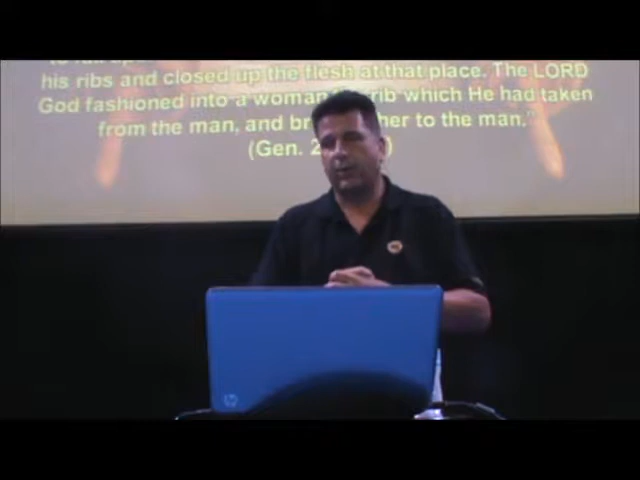 his ribs and closed up the flesh at that place. The LORD
God fashioned into a woman rib which He had taken
from the man, and her to the man."
(Gen. 2
hp